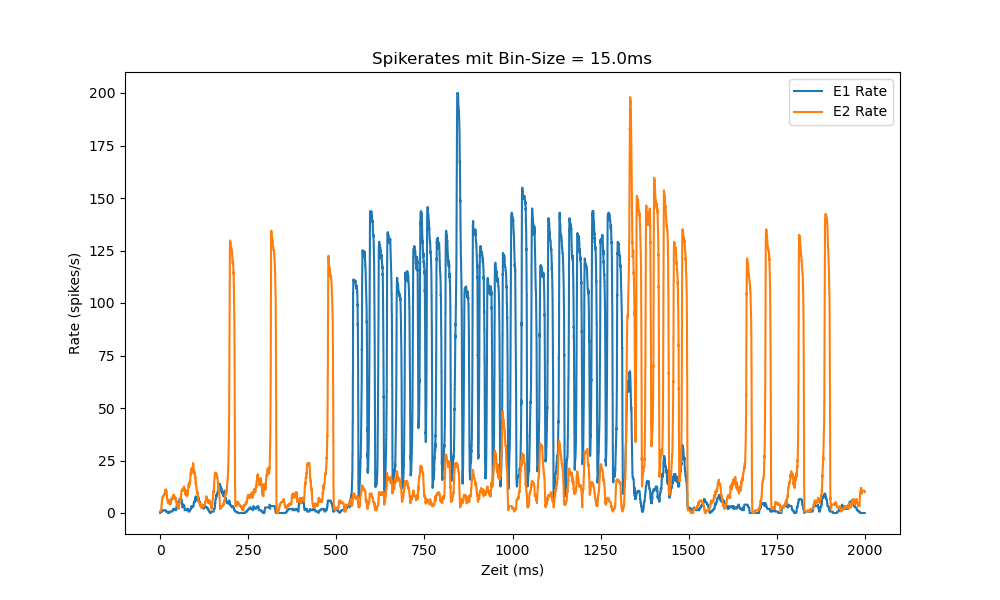 Spikerates mit Bin-Size = 15.0ms
E1 Rate
E2 Rate
200
175
150
125
100
75
50
25
0
Rate (spikes/s)
0 250 500 750 1000 1250 1500 1750 2000
Zeit (ms)